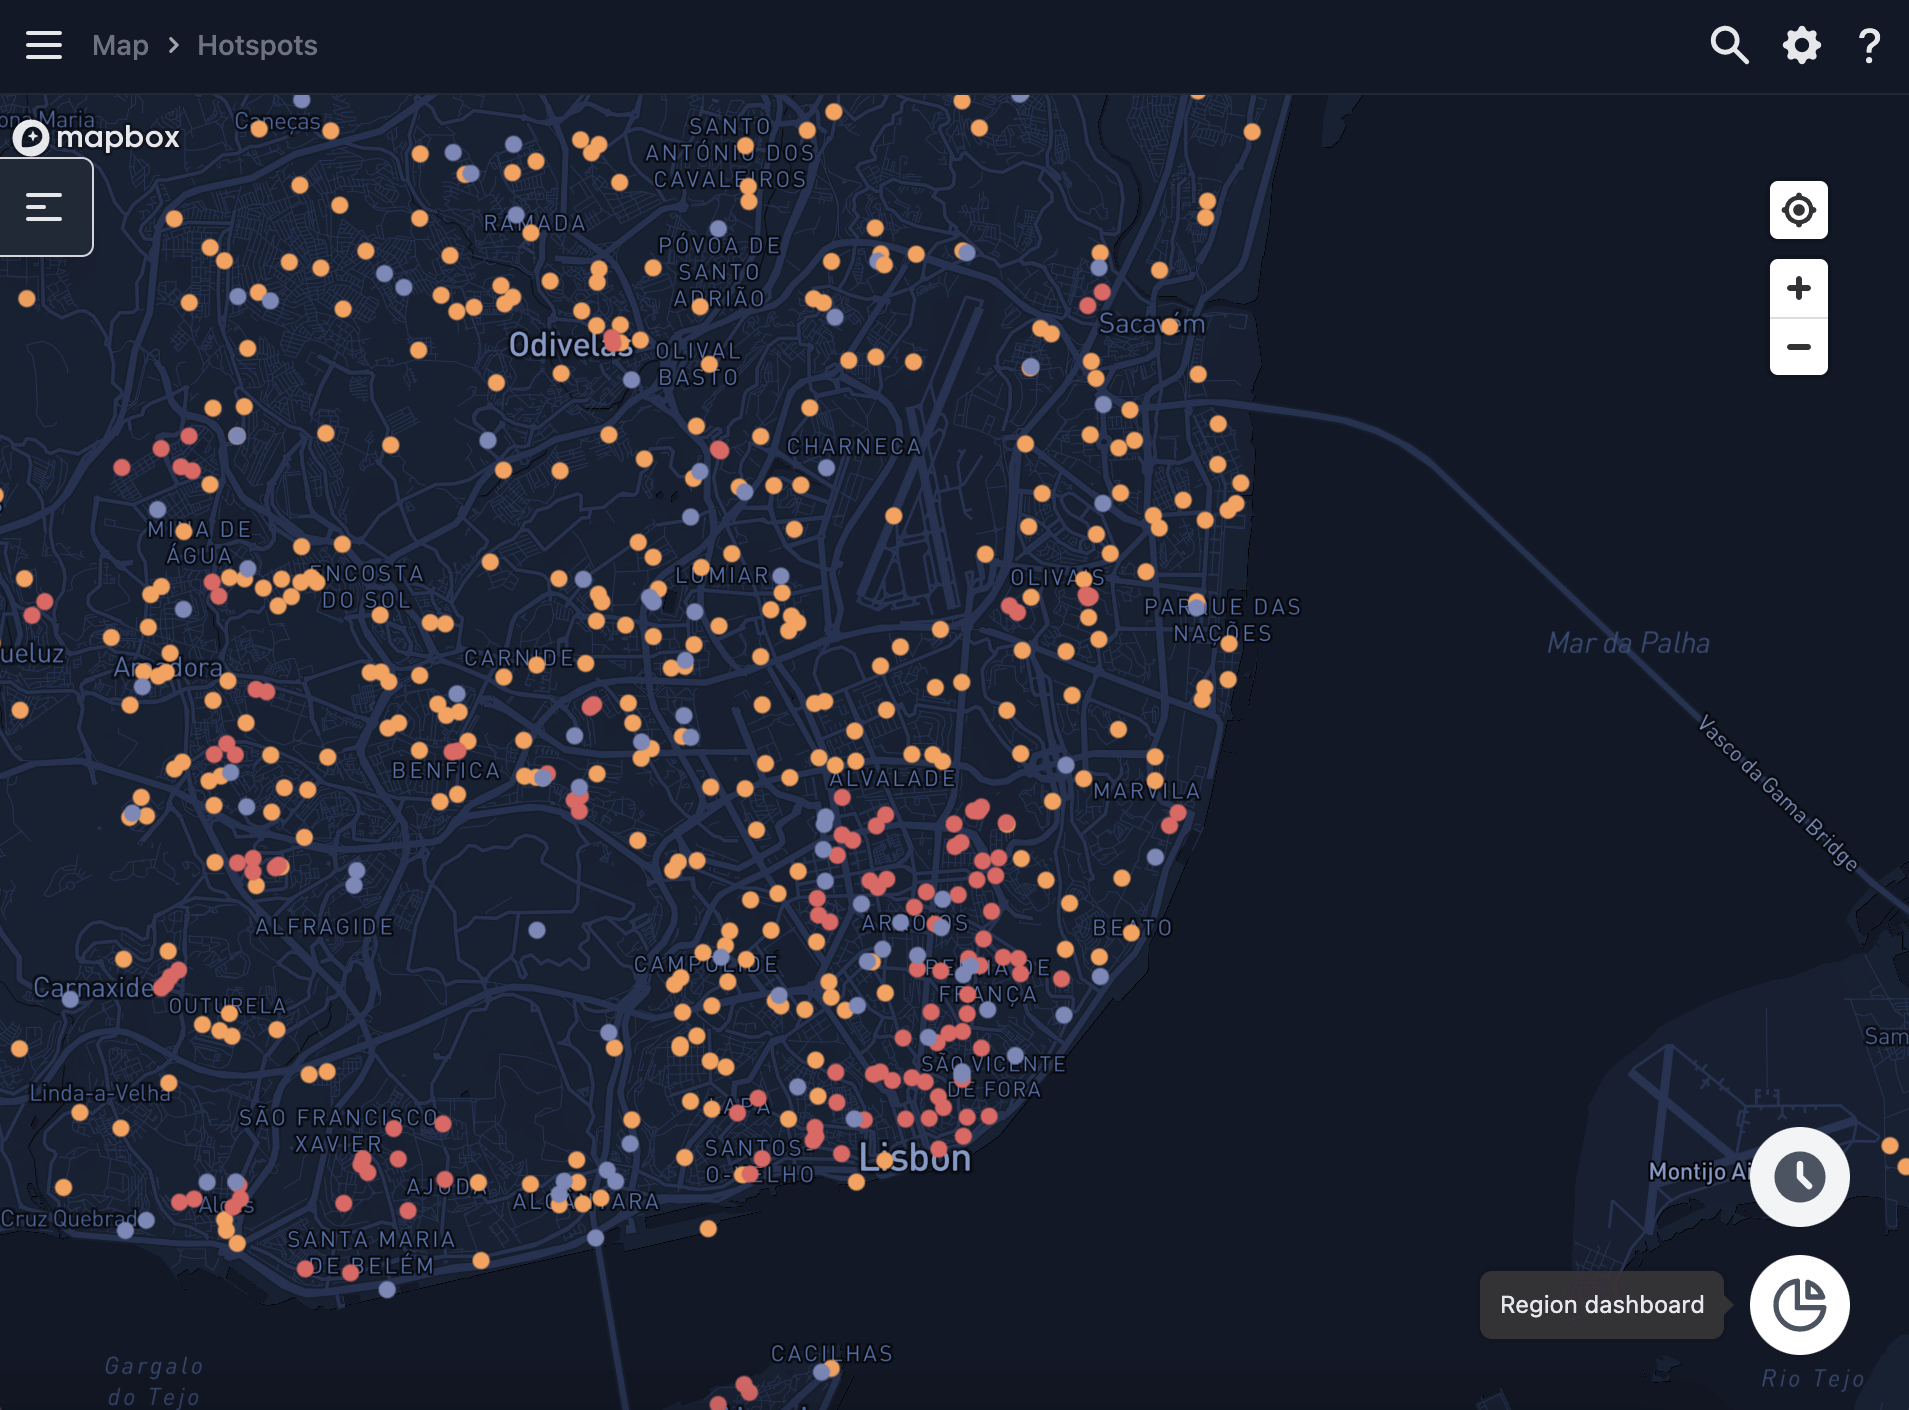 Map > Hotspots
?
Caneças
mapbox
SANTO
ANTÓNIO DOS
CAVALEIROS
RAMADA
PÓVOA DE
SANTO
ADRIÃO
Sacavém
Odivelas
OLIVAL
BASTO
CHARNECA
MINA DE
ÁGUA
ENCOSTA
DO SOL
LUMIAR
OLIVAIS
PARQUE DAS
NAÇÕES
Mar da Palha
ueluz
Amadora
CARNIDE
Vasco da Gama Bridge
BENFICA
ALVALADE
MARVILA
ALFRAGIDE
ARROIOS
BEATO
CAMPOLIDE
PENHA DE
FRANÇA
Carnaxide
OUTURELA
Sam
SÃO VICENTE
DE FORA
Linda-a-Velha
LAPA
SÃO FRANCISCO
XAVIER
SANTOS-
O-VELHO
Lisbon
Montijo Ai
AJUDA
ALCÂNTARA
Algés
Cruz Quebrad
SANTA MARIA
DE BELÉM
Region dashboard
CACILHAS
Gargalo
do Tejo
Rio Tejo